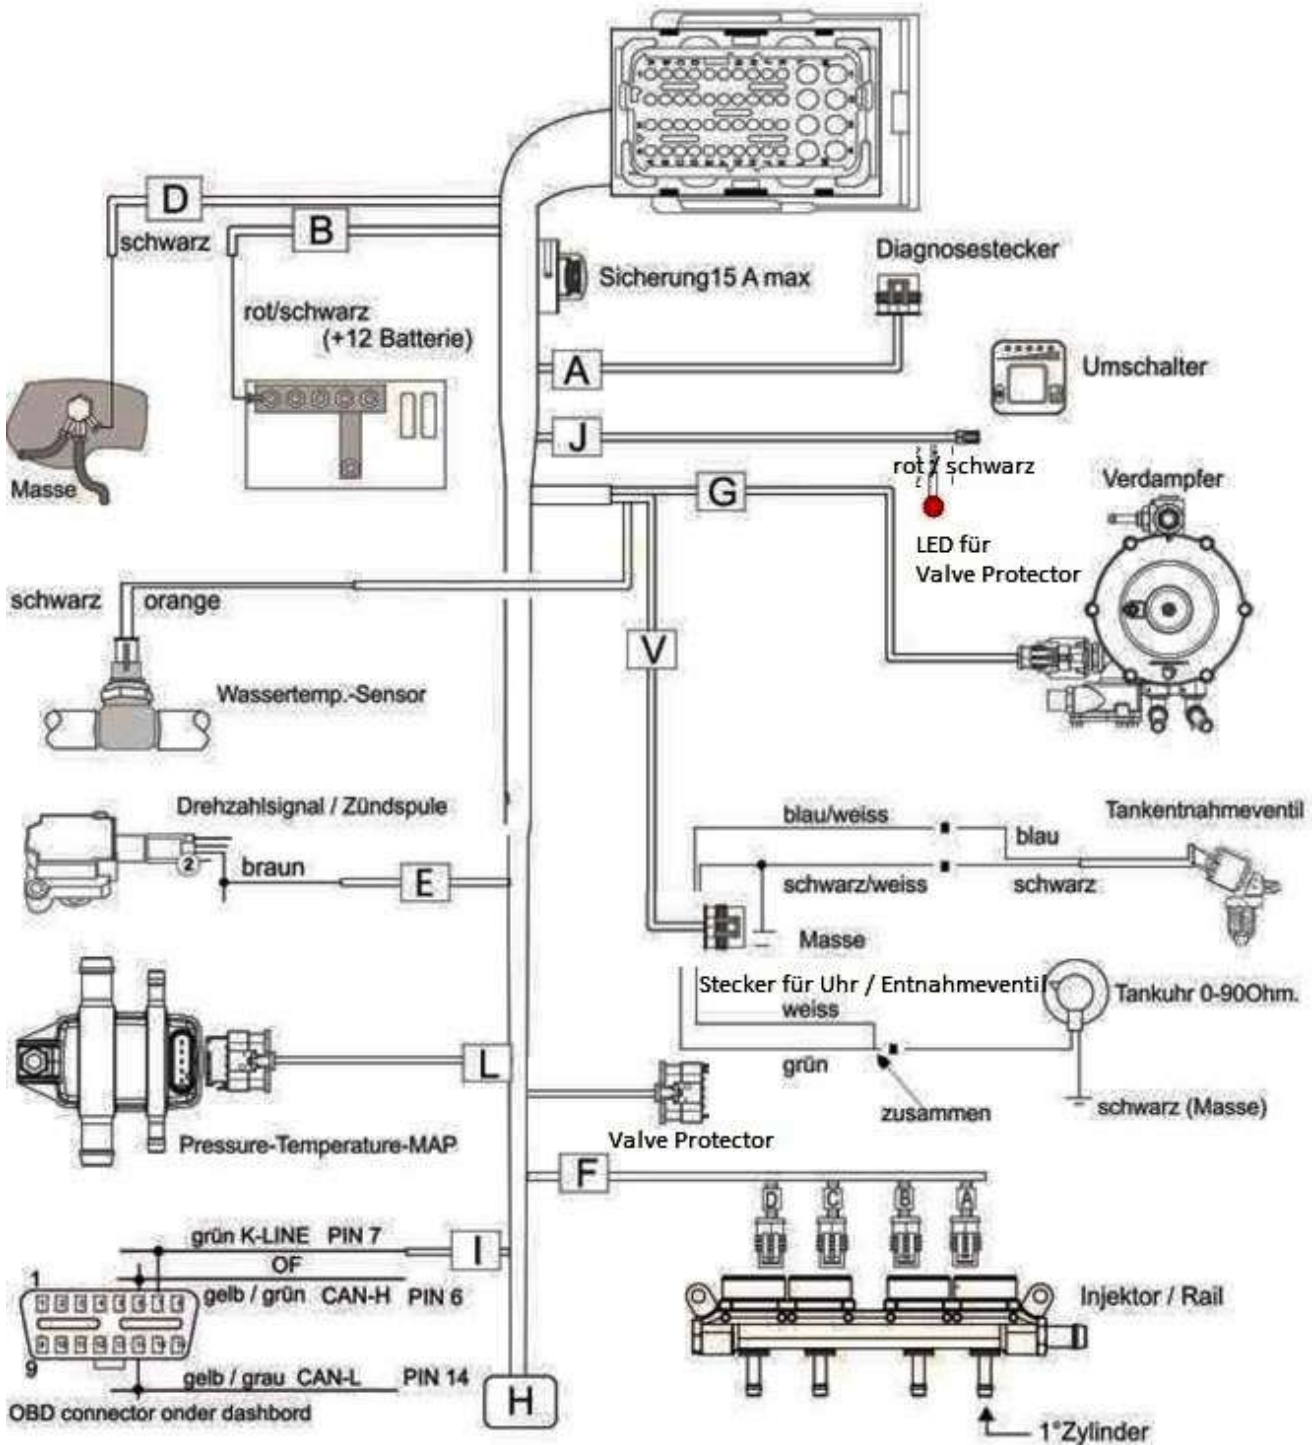 D
schwarz
B
rot/schwarz
(+12 Batterie)
Masse
Sicherung15 A max
Diagnosestecker
A
Umschalter
J
rot / schwarz
G
Verdampfer
LED für
Valve Protector
schwarz
orange
V
Wassertemp.-Sensor
Drehzahlsignal / Zündspule
2
braun
E
blau/weiss
blau
Tankentnahmeventil
schwarz/weiss
schwarz
Masse
Stecker für Uhr / Entnahmeventil
weiss
Tankuhr 0-90Ohm.
grün
zusammen
schwarz (Masse)
L
Pressure-Temperature-MAP
Valve Protector
F
D
C
B
A
grün K-LINE PIN 7
I
OF
1
gelb / grün CAN-H PIN 6
9
gelb / grau CAN-L PIN 14
OBD connector onder dashbord
H
Injektor / Rail
1°Zylinder